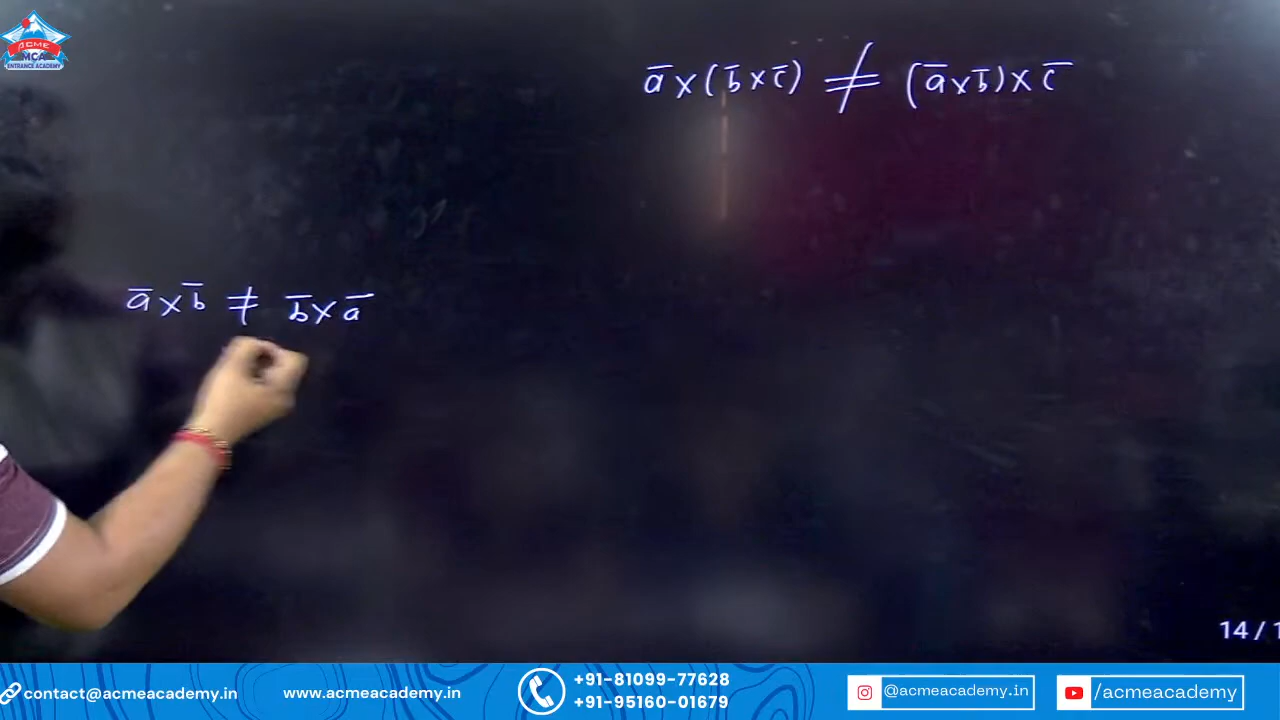 ACME
MCA
ENTRANCE ACADEMY
a̅ × (b̅ × c̅) ≠ (a̅ × b̅) × c̅
a̅ × b̅ ≠ b̅ × a̅
14 / 1
contact@acmeacademy.in
www.acmeacademy.in
+91-81099-77628
+91-95160-01679
@acmeacademy.in
/acmeacademy